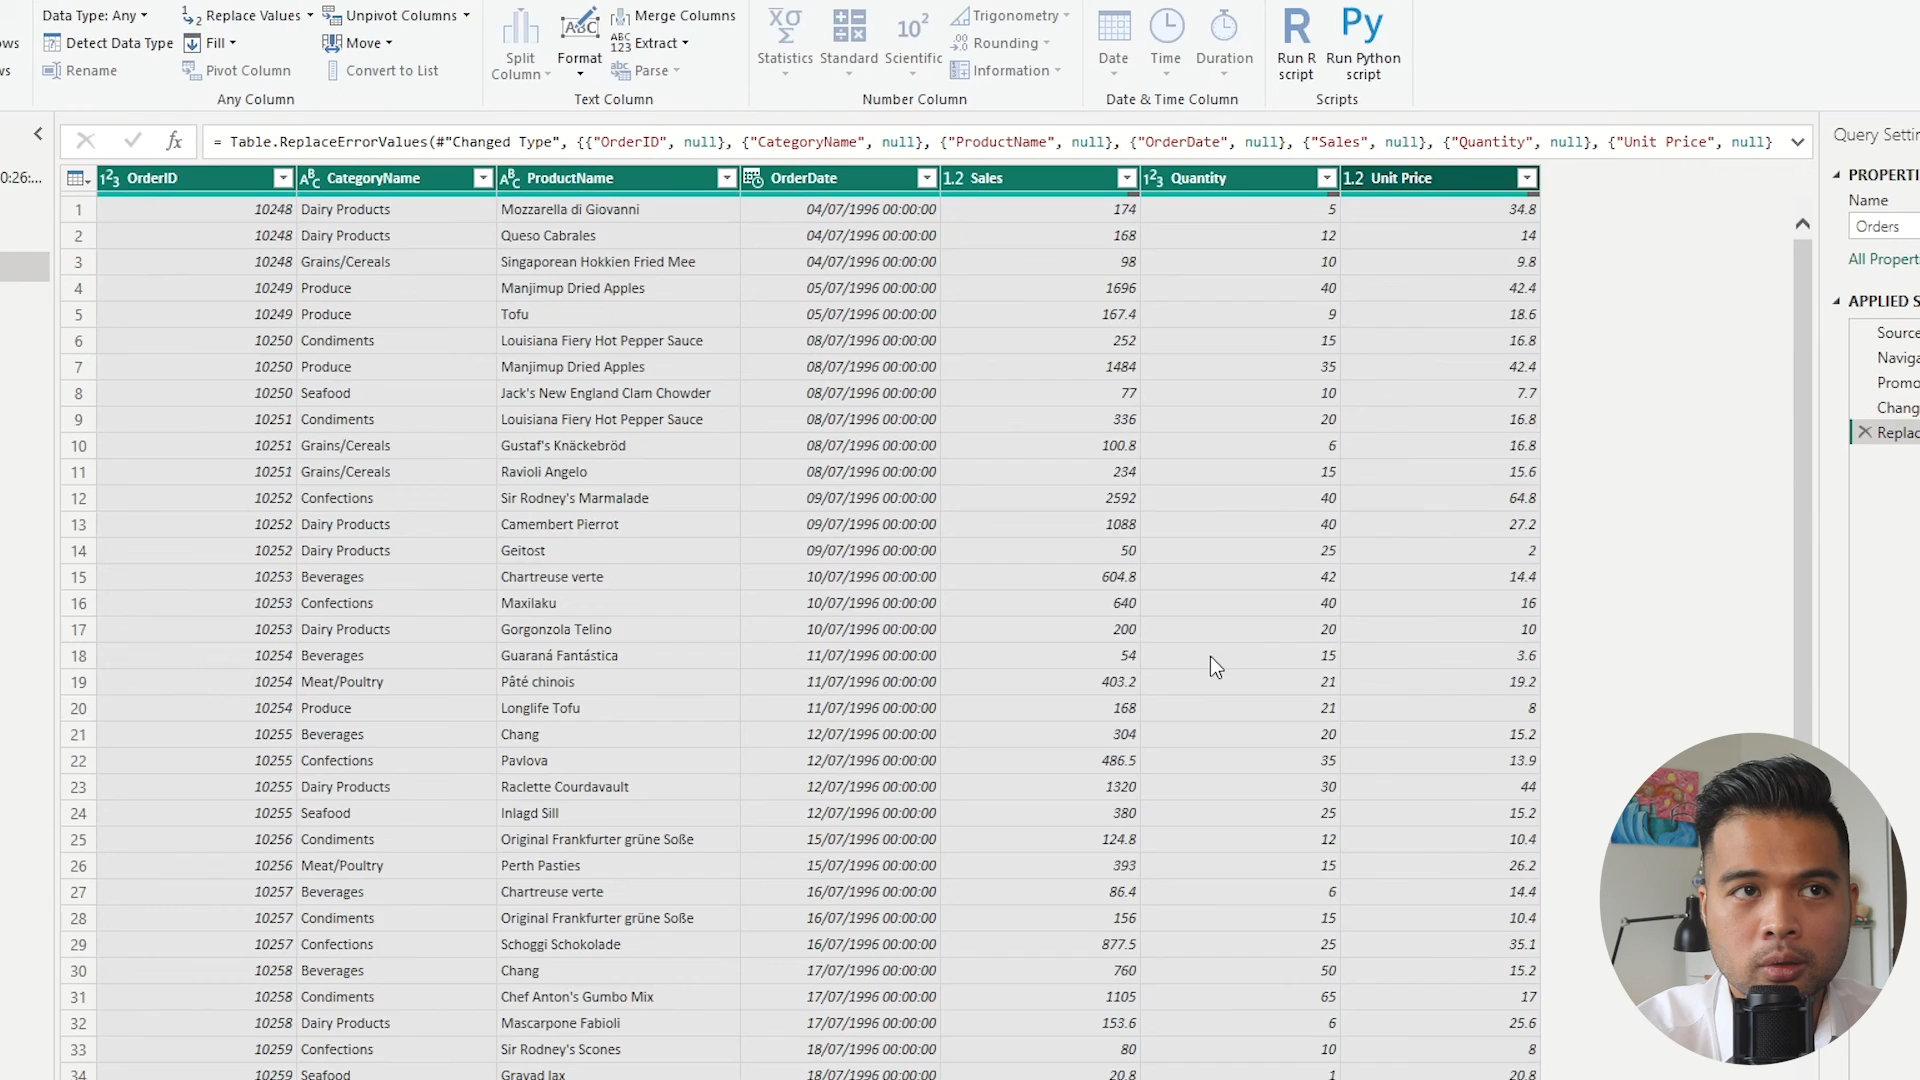 Data Type: Any
Replace Values
Unpivot Columns
Merge Columns
Trigonometry
ows
Detect Data Type
Fill
Move
Extract
Rounding
ws
Rename
Pivot Column
Convert to List
Split Column
Format
Parse
Statistics
Standard
Scientific
Information
Date
Time
Duration
Run R script
Run Python script
Any Column
Text Column
Number Column
Date & Time Column
Scripts
= Table.ReplaceErrorValues(#"Changed Type", {{"OrderID", null}, {"CategoryName", null}, {"ProductName", null}, {"OrderDate", null}, {"Sales", null}, {"Quantity", null}, {"Unit Price", null}
0:26:...
OrderID CategoryName ProductName OrderDate 1.2 Sales Quantity 1.2 Unit Price
1 10248 Dairy Products Mozzarella di Giovanni 04/07/1996 00:00:00 174 5 34.8
2 10248 Dairy Products Queso Cabrales 04/07/1996 00:00:00 168 12 14
3 10248 Grains/Cereals Singaporean Hokkien Fried Mee 04/07/1996 00:00:00 98 10 9.8
4 10249 Produce Manjimup Dried Apples 05/07/1996 00:00:00 1696 40 42.4
5 10249 Produce Tofu 05/07/1996 00:00:00 167.4 9 18.6
6 10250 Condiments Louisiana Fiery Hot Pepper Sauce 08/07/1996 00:00:00 252 15 16.8
7 10250 Produce Manjimup Dried Apples 08/07/1996 00:00:00 1484 35 42.4
8 10250 Seafood Jack's New England Clam Chowder 08/07/1996 00:00:00 77 10 7.7
9 10251 Condiments Louisiana Fiery Hot Pepper Sauce 08/07/1996 00:00:00 336 20 16.8
10 10251 Grains/Cereals Gustaf's Knäckebröd 08/07/1996 00:00:00 100.8 6 16.8
11 10251 Grains/Cereals Ravioli Angelo 08/07/1996 00:00:00 234 15 15.6
12 10252 Confections Sir Rodney's Marmalade 09/07/1996 00:00:00 2592 40 64.8
13 10252 Dairy Products Camembert Pierrot 09/07/1996 00:00:00 1088 40 27.2
14 10252 Dairy Products Geitost 09/07/1996 00:00:00 50 25 2
15 10253 Beverages Chartreuse verte 10/07/1996 00:00:00 604.8 42 14.4
16 10253 Confections Maxilaku 10/07/1996 00:00:00 640 40 16
17 10253 Dairy Products Gorgonzola Telino 10/07/1996 00:00:00 200 20 10
18 10254 Beverages Guaraná Fantástica 11/07/1996 00:00:00 54 15 3.6
19 10254 Meat/Poultry Pâté chinois 11/07/1996 00:00:00 403.2 21 19.2
20 10254 Produce Longlife Tofu 11/07/1996 00:00:00 168 21 8
21 10255 Beverages Chang 12/07/1996 00:00:00 304 20 15.2
22 10255 Confections Pavlova 12/07/1996 00:00:00 486.5 35 13.9
23 10255 Dairy Products Raclette Courdavault 12/07/1996 00:00:00 1320 30 44
24 10255 Seafood Inlagd Sill 12/07/1996 00:00:00 380 25 15.2
25 10256 Condiments Original Frankfurter grüne Soße 15/07/1996 00:00:00 124.8 12 10.4
26 10256 Meat/Poultry Perth Pasties 15/07/1996 00:00:00 393 15 26.2
27 10257 Beverages Chartreuse verte 16/07/1996 00:00:00 86.4 6 14.4
28 10257 Condiments Original Frankfurter grüne Soße 16/07/1996 00:00:00 156 15 10.4
29 10257 Confections Schoggi Schokolade 16/07/1996 00:00:00 877.5 25 35.1
30 10258 Beverages Chang 17/07/1996 00:00:00 760 50 15.2
31 10258 Condiments Chef Anton's Gumbo Mix 17/07/1996 00:00:00 1105 65 17
32 10258 Dairy Products Mascarpone Fabioli 17/07/1996 00:00:00 153.6 6 25.6
33 10259 Confections Sir Rodney's Scones 18/07/1996 00:00:00 80 10 8
34 10259 Seafood Gravad lax 18/07/1996 00:00:00 20.8 1 20.8
Query Settin
PROPERTI
Name
Orders
All Propert
APPLIED S
Source
Naviga
Promo
Chang
Replac